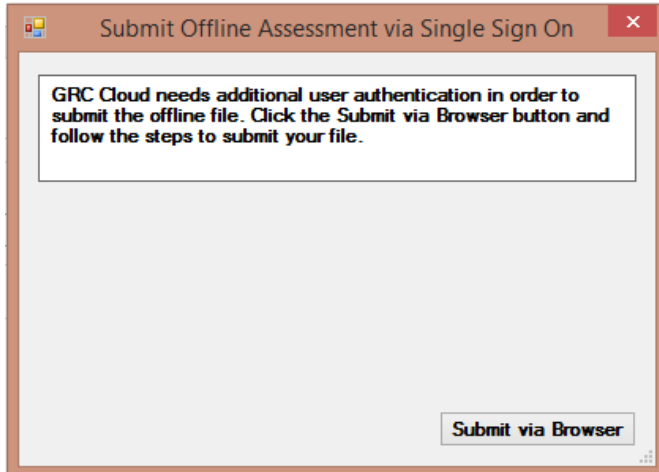 Submit Offline Assessment via Single Sign On
GRC Cloud needs additional user authentication in order to
submit the offline file. Click the Submit via Browser button and
follow the steps to submit your file.
Submit via Browser